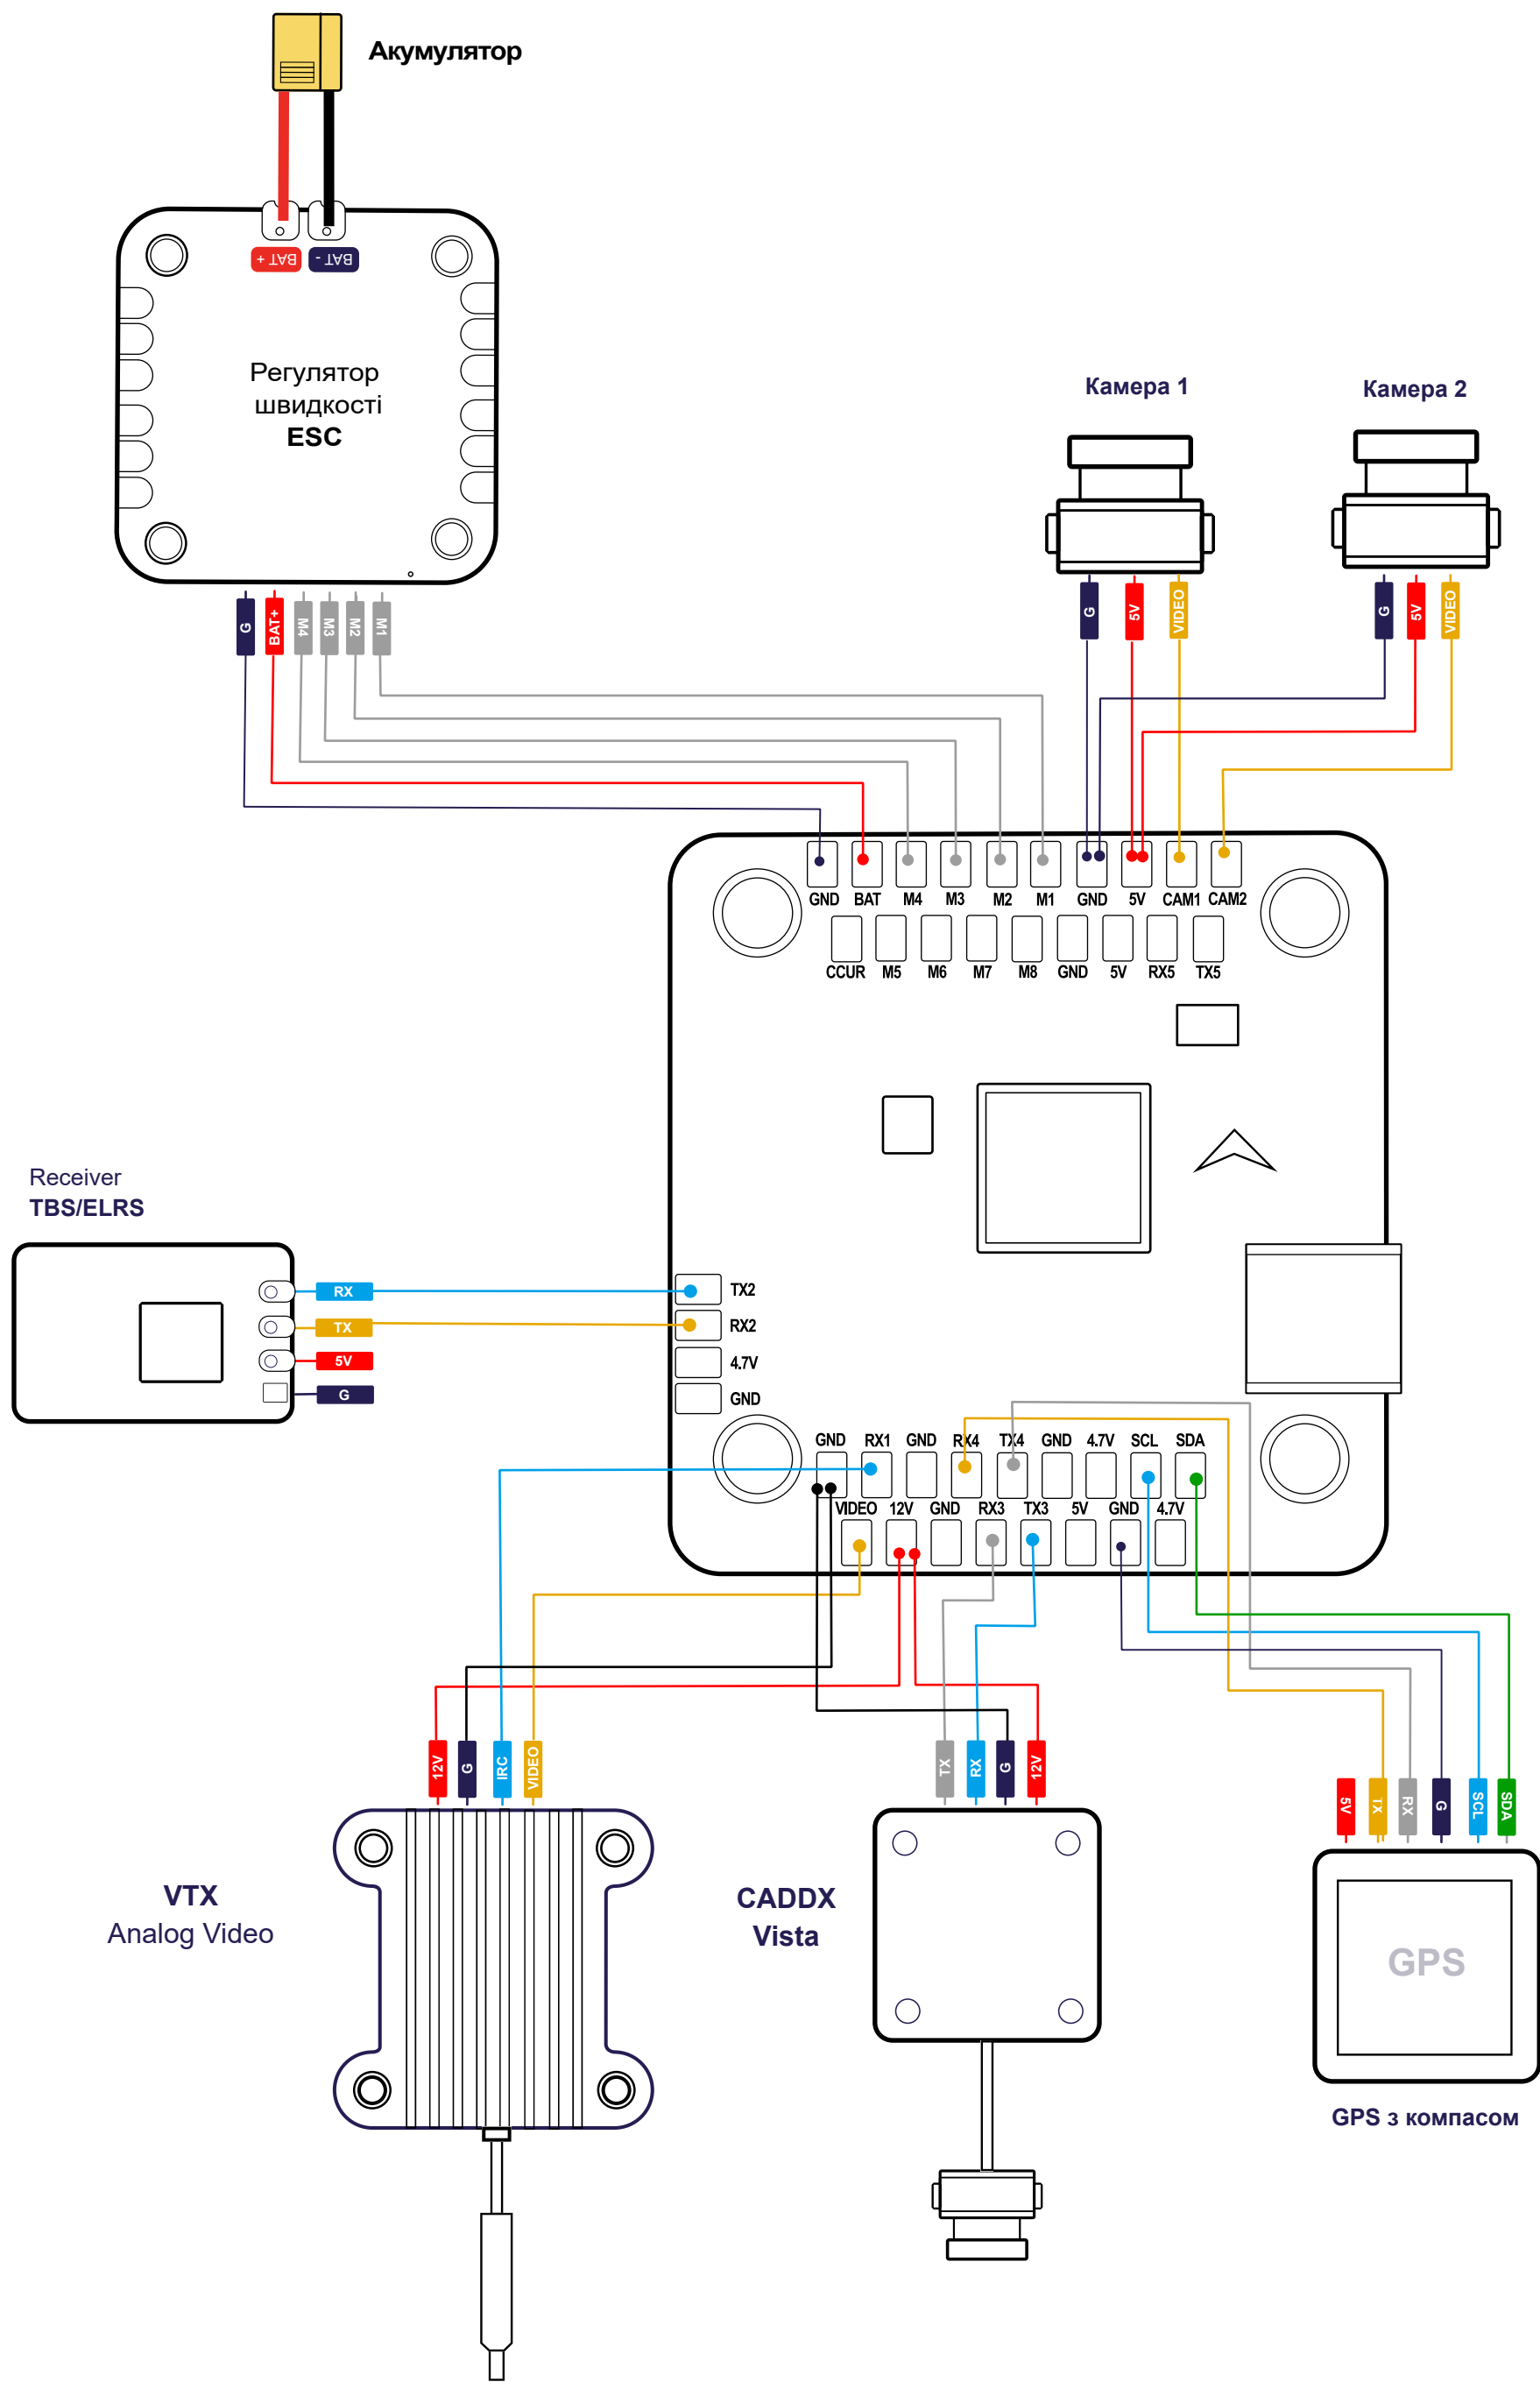 Акумулятор
BAT +
BAT -
Регулятор
швидкості
ESC
Камера 1
Камера 2
G
BAT+
M4
M3
M2
M1
G
5V
VIDEO
G
5V
VIDEO
GND BAT M4 M3 M2 M1 GND 5V CAM1 CAM2
CCUR M5 M6 M7 M8 GND 5V RX5 TX5
Receiver
TBS/ELRS
RX
TX
5V
G
TX2
RX2
4.7V
GND
GND RX1 GND RX4 TX4 GND 4.7V SCL SDA
VIDEO 12V GND RX3 TX3 5V GND 4.7V
12V
G
IRC
VIDEO
TX
RX
G
12V
5V
TX
RX
G
SCL
SDA
VTX
Analog Video
CADDX
Vista
GPS
GPS з компасом